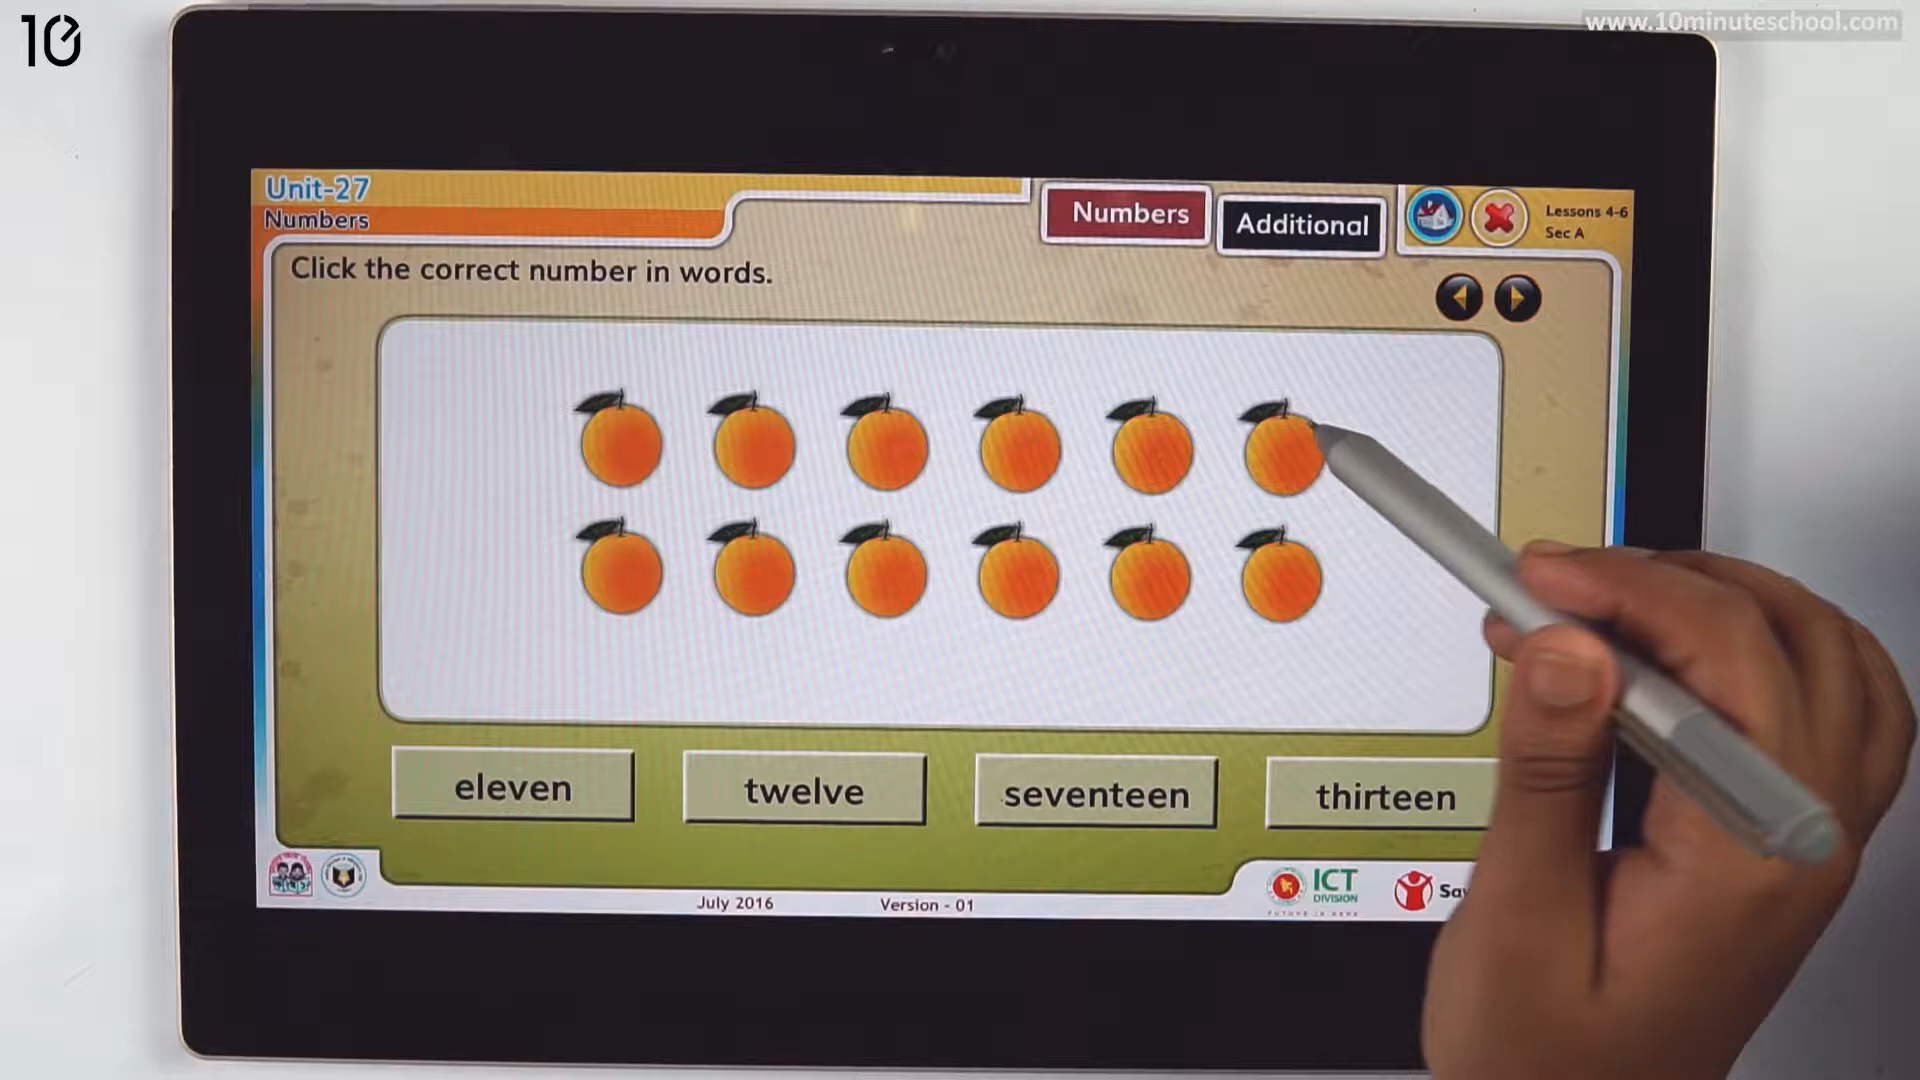 10
www.10minuteschool.com
Unit-27
Numbers
Numbers
Additional
Lessons 4-6
Sec A
Click the correct number in words.
eleven
twelve
seventeen
thirteen
July 2016
Version - 01
ICT
DIVISION